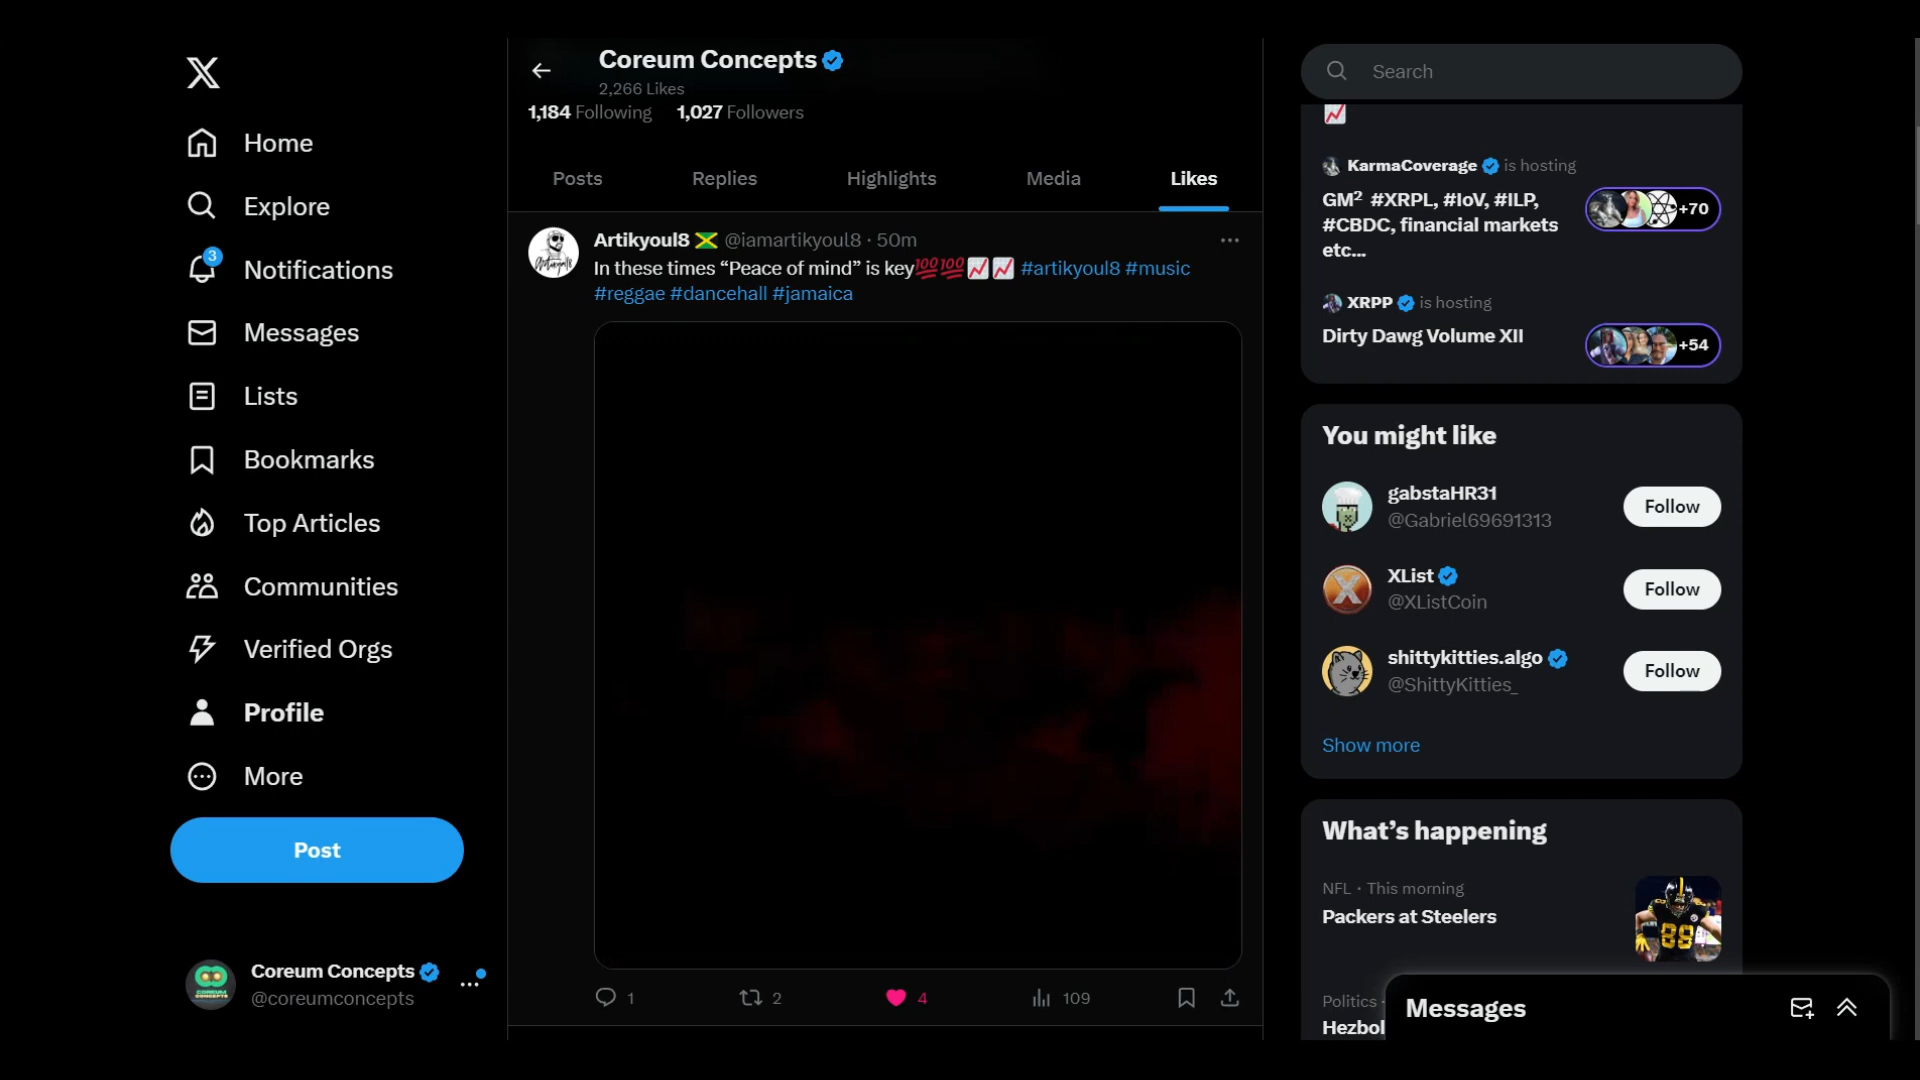 Home
Explore
3
Notifications
Messages
Lists
Bookmarks
Top Articles
Communities
Verified Orgs
Profile
More
Post
Coreum Concepts
@coreumconcepts
Coreum Concepts
2,266 Likes
1,184 Following 1,027 Followers
Posts Replies Highlights Media Likes
Artikyoul8 🇯🇲 @iamartikyoul8 · 50m
In these times “Peace of mind” is key💯💯📈📈 #artikyoul8 #music
#reggae #dancehall #jamaica
1 2 4 109
Search
📈
KarmaCoverage is hosting
GM² #XRPL, #IoV, #ILP,
#CBDC, financial markets
etc...
+70
XRPP is hosting
Dirty Dawg Volume XII
+54
You might like
gabstaHR31
@Gabriel69691313
Follow
XList
@XListCoin
Follow
shittykitties.algo
@ShittyKitties_
Follow
Show more
What’s happening
NFL · This morning
Packers at Steelers
Politics ·
Hezbol
Messages